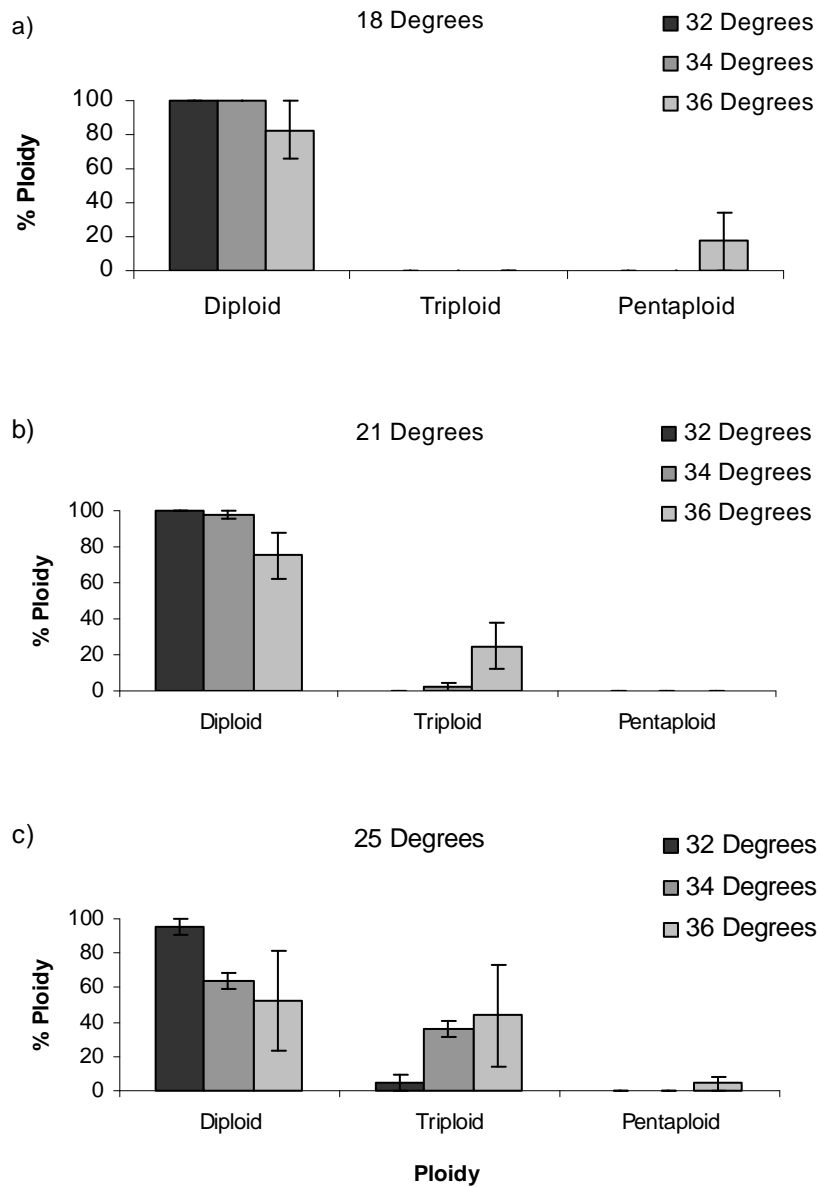 a)
18 Degrees
32 Degrees
34 Degrees
36 Degrees
% Ploidy
100
80
60
40
20
0
Diploid Triploid Pentaploid
b)
21 Degrees
32 Degrees
34 Degrees
36 Degrees
% Ploidy
100
80
60
40
20
0
Diploid Triploid Pentaploid
c)
25 Degrees
32 Degrees
34 Degrees
36 Degrees
% Ploidy
100
80
60
40
20
0
Diploid Triploid Pentaploid
Ploidy